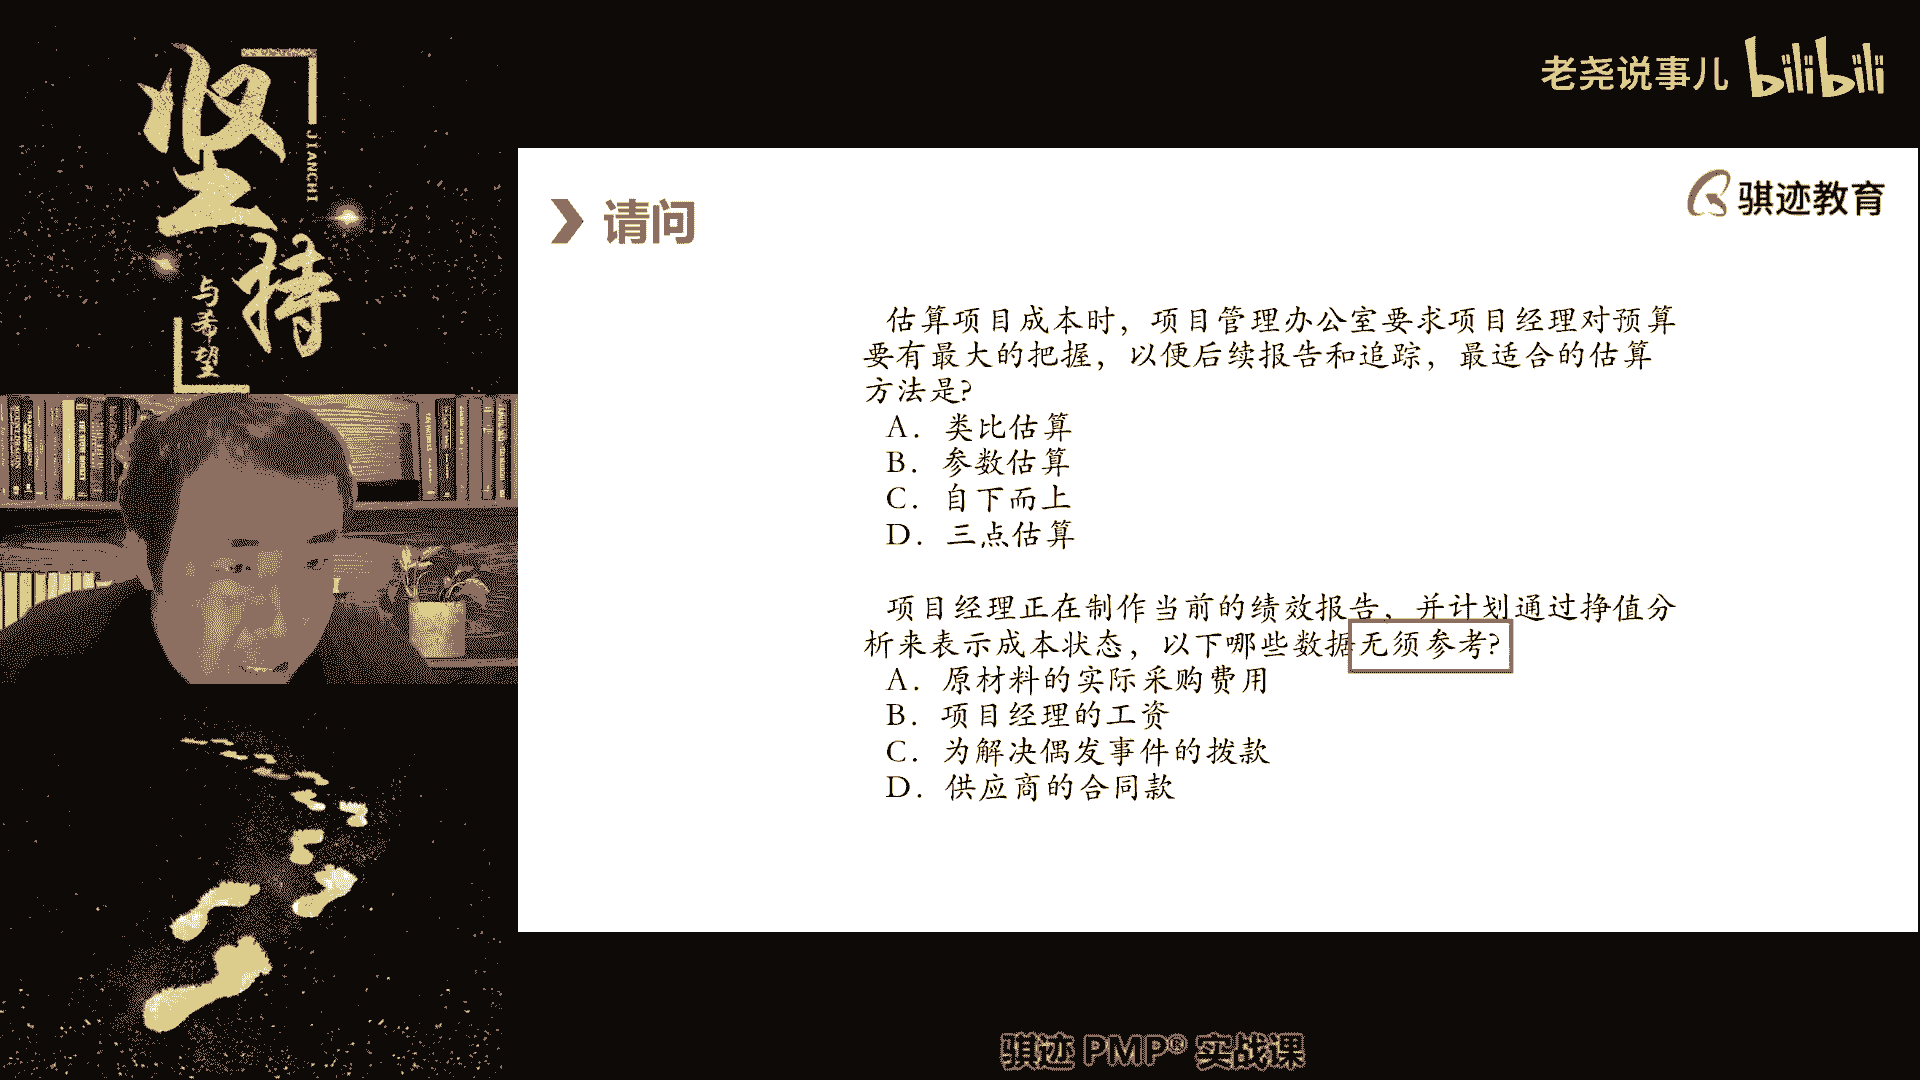 坚持
JIANCHI
与希望
老尧说事儿 bilibili
骐迹教育
请问
估算项目成本时，项目管理办公室要求项目经理对预算
要有最大的把握，以便后续报告和追踪，最适合的估算
方法是?
A. 类比估算
B. 参数估算
C. 自下而上
D. 三点估算
项目经理正在制作当前的绩效报告，并计划通过挣值分
析来表示成本状态，以下哪些数据无须参考?
A. 原材料的实际采购费用
B. 项目经理的工资
C. 为解决偶发事件的拨款
D. 供应商的合同款
骐迹 PMP® 实战课